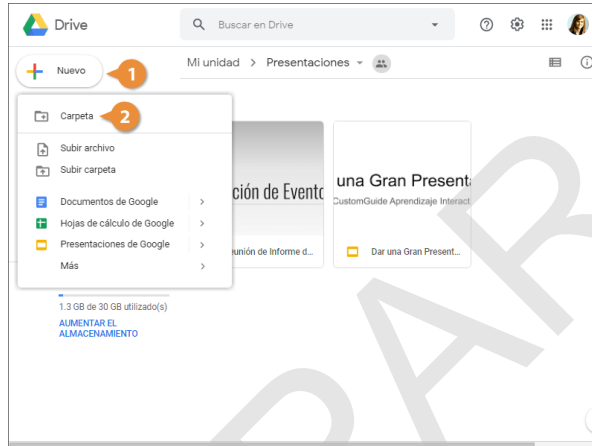 Drive
Buscar en Drive
Nuevo
1
Mi unidad > Presentaciones
Carpeta
2
Subir archivo
Subir carpeta
Documentos de Google >
Hojas de cálculo de Google >
Presentaciones de Google >
Más >
ción de Evento
una Gran Present
CustomGuide Aprendizaje Interact
unión de Informe d...
Dar una Gran Present...
1.3 GB de 30 GB utilizado(s)
AUMENTAR EL
ALMACENAMIENTO
PAR